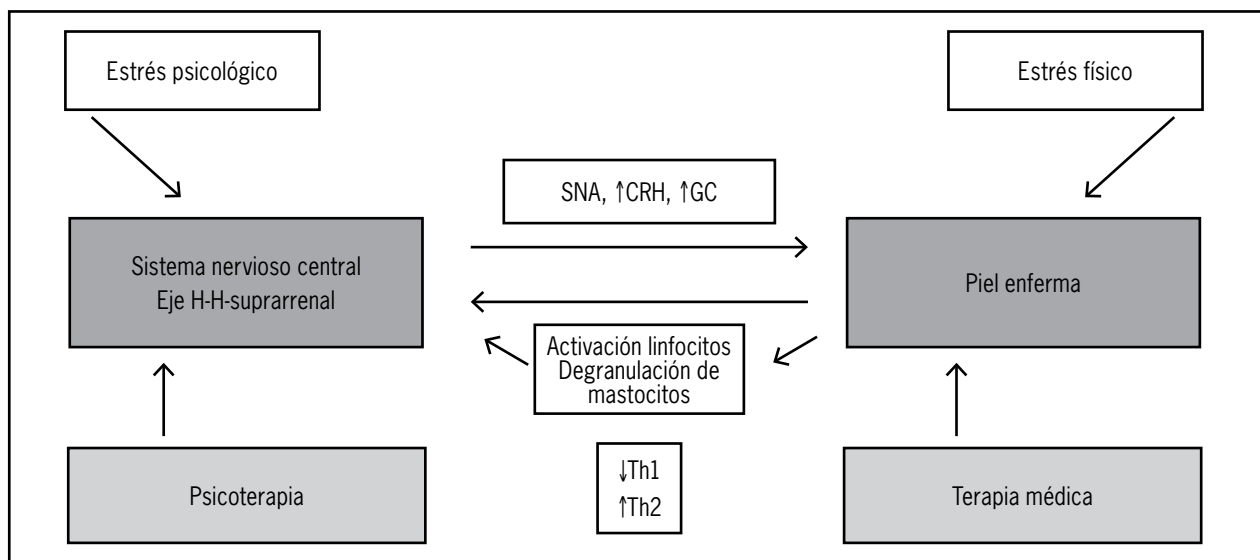 Estrés psicológico
Estrés físico
SNA, ↑CRH, ↑GC
Sistema nervioso central
Eje H-H-suprarrenal
Piel enferma
Activación linfocitos
Degranulación de
mastocitos
↓Th1
↑Th2
Psicoterapia
Terapia médica